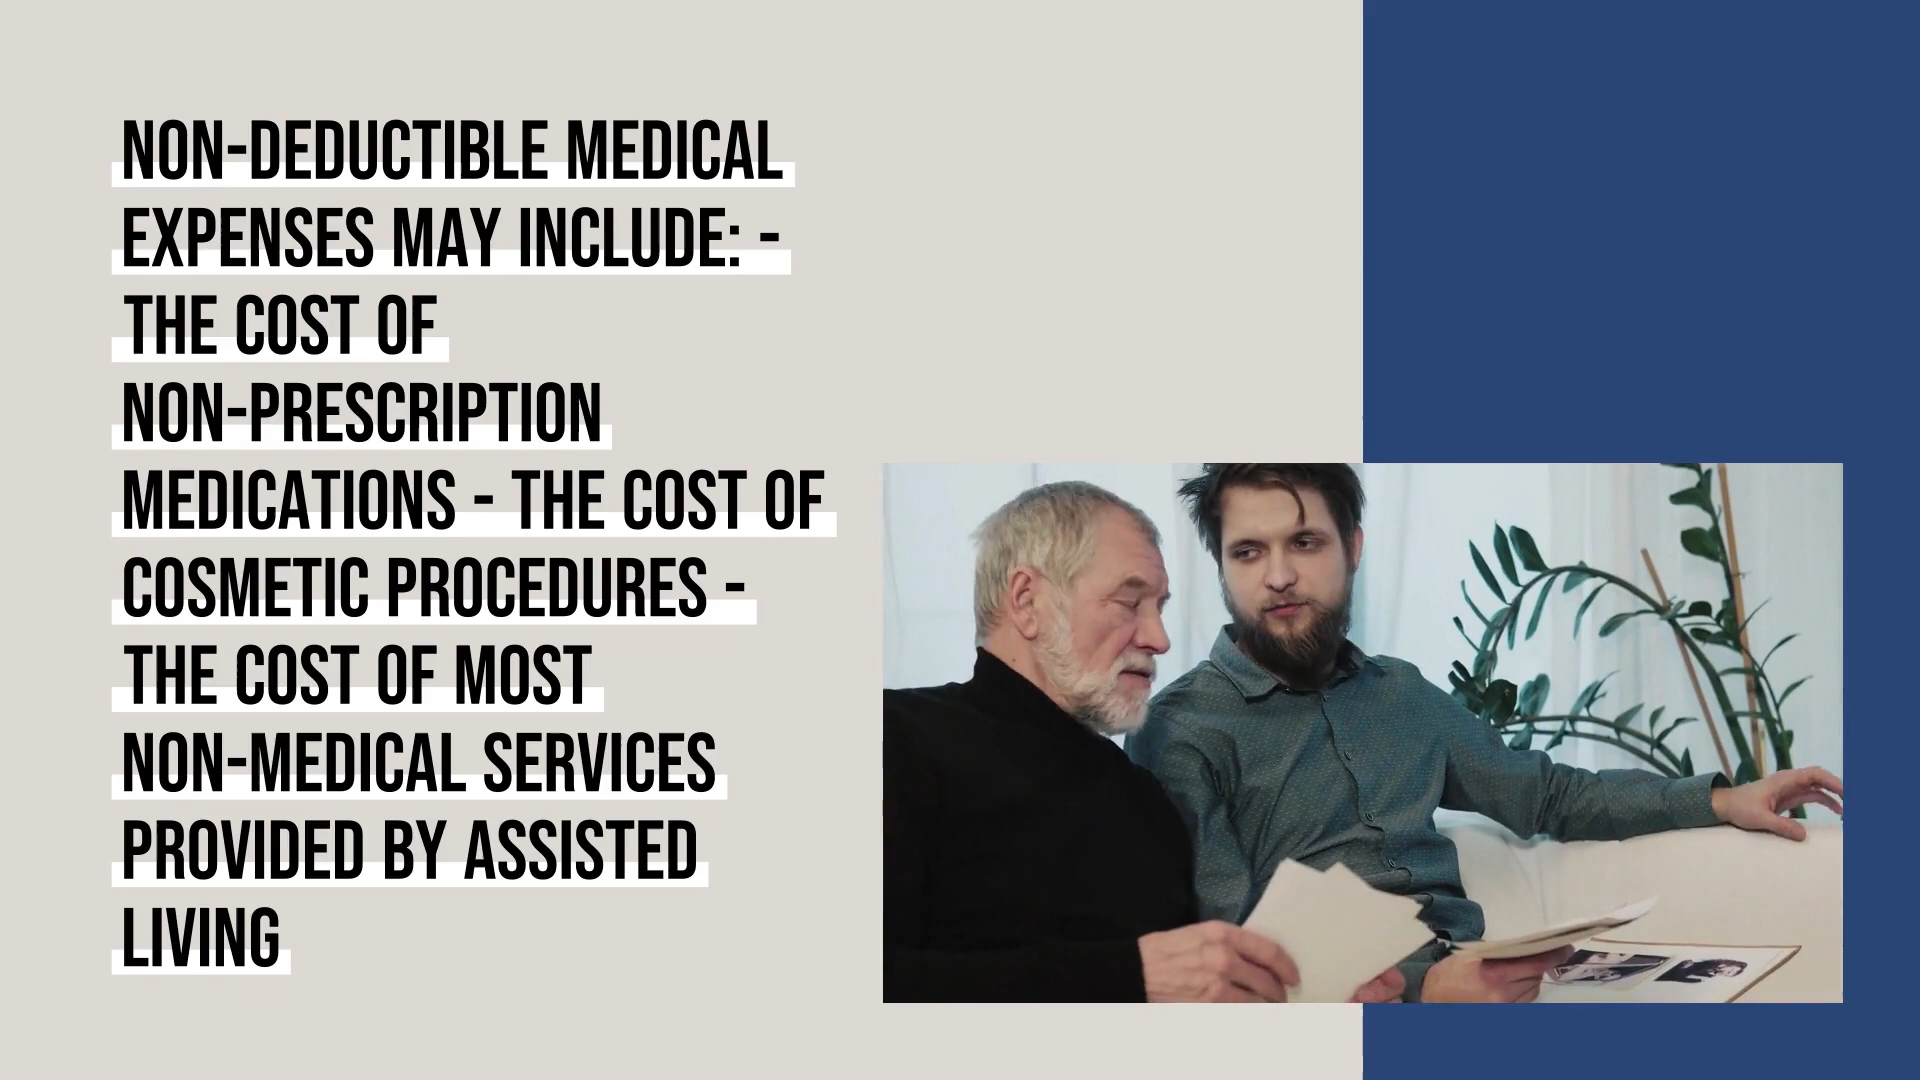 NON-DEDUCTIBLE MEDICAL
EXPENSES MAY INCLUDE: -
THE COST OF
NON-PRESCRIPTION
MEDICATIONS - THE COST OF
COSMETIC PROCEDURES -
THE COST OF MOST
NON-MEDICAL SERVICES
PROVIDED BY ASSISTED
LIVING